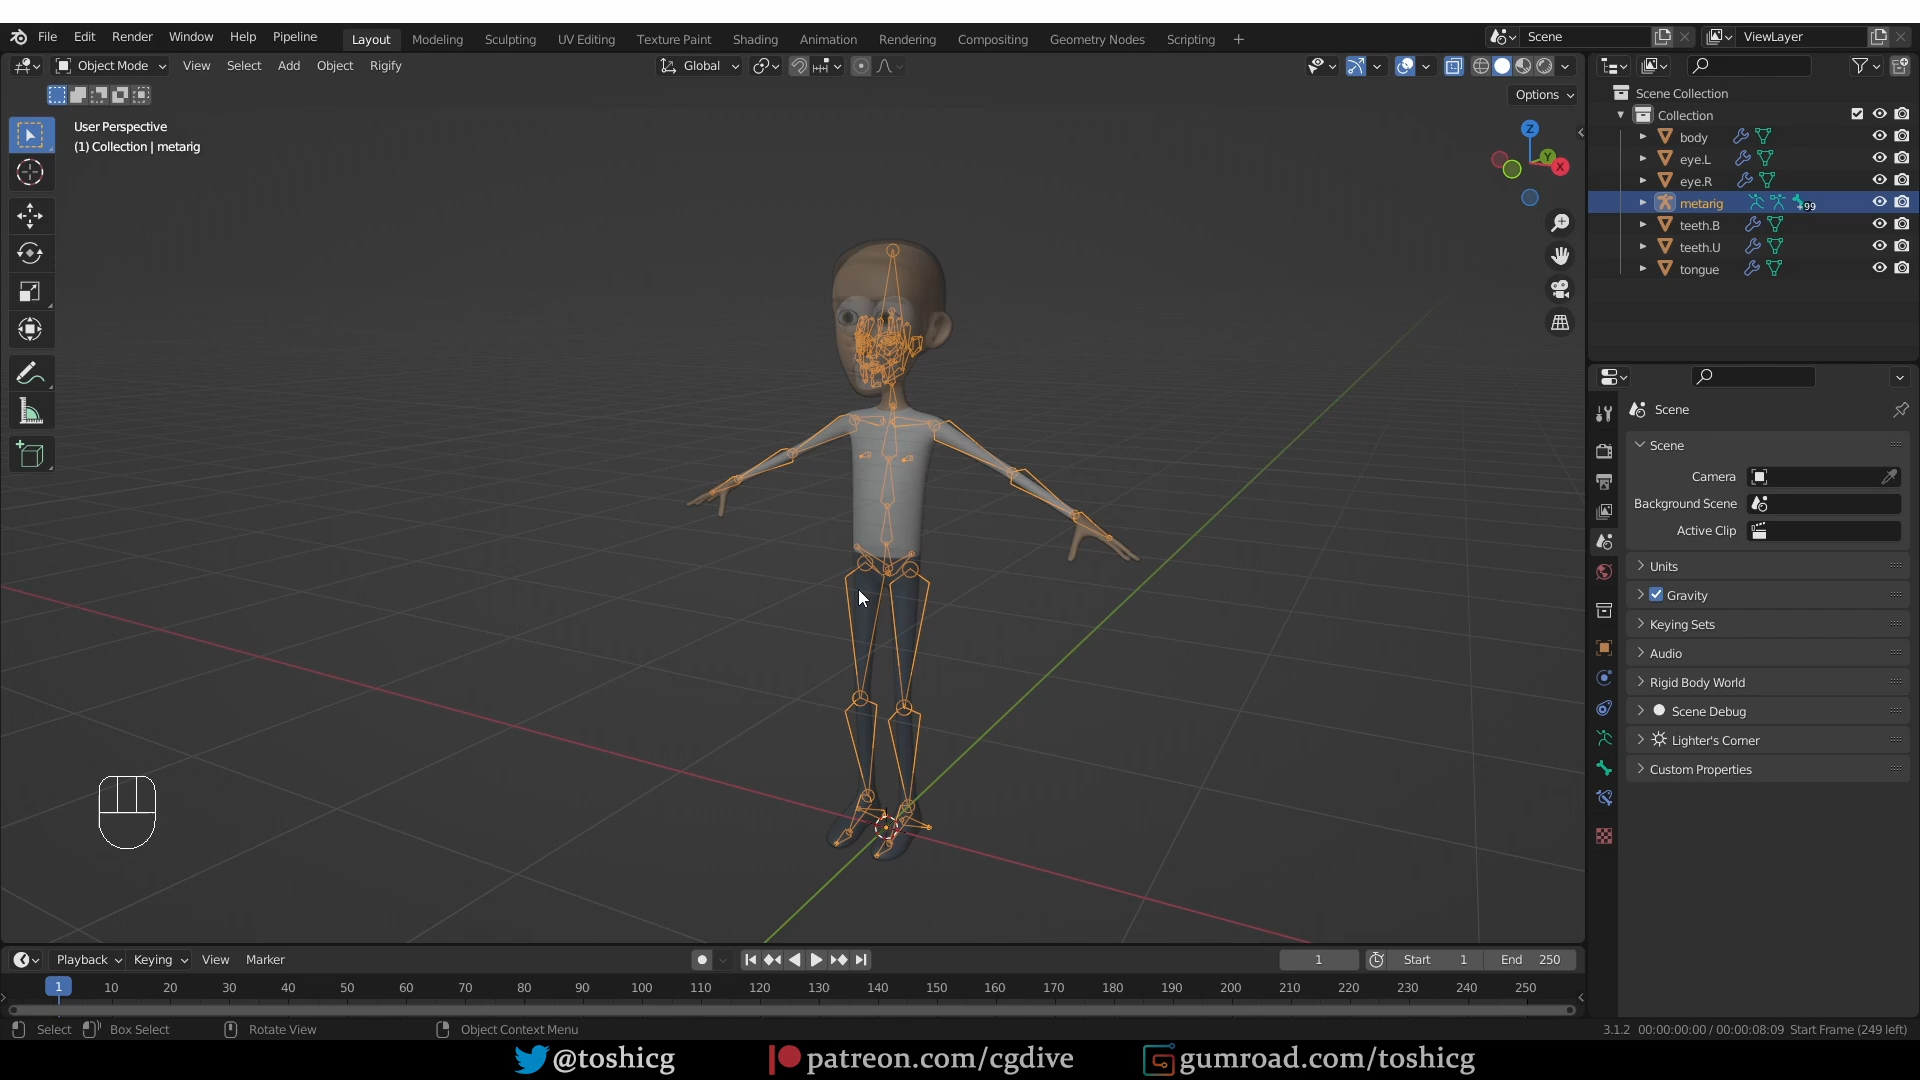 File Edit Render Window Help Pipeline Layout Modeling Sculpting UV Editing Texture Paint Shading Animation Rendering Compositing Geometry Nodes Scripting + Scene ViewLayer
Object Mode View Select Add Object Rigify Global
Options
User Perspective
(1) Collection | metarig
Z
Y
X
Scene Collection
Collection
body
eye.L
eye.R
metarig +99
teeth.B
teeth.U
tongue
Scene
Scene
Camera
Background Scene
Active Clip
Units
Gravity
Keying Sets
Audio
Rigid Body World
Scene Debug
Lighter's Corner
Custom Properties
Playback Keying View Marker 1 Start 1 End 250
1 10 20 30 40 50 60 70 80 90 100 110 120 130 140 150 160 170 180 190 200 210 220 230 240 250
Select Box Select Rotate View Object Context Menu 3.1.2 00:00:00:00 / 00:00:08:09 Start Frame (249 left)
@toshicg patreon.com/cgdive gumroad.com/toshicg